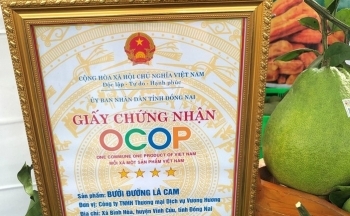 CỘNG HÒA XÃ HỘI CHỦ NGHĨA VIỆT NAM
Độc lập - Tự do - Hạnh phúc
ỦY BAN NHÂN DÂN TỈNH ĐỒNG NAI
GIẤY CHỨNG NHẬN
OCOP
ONE COMMUNE ONE PRODUCT OF VIETNAM
MỖI XÃ MỘT SẢN PHẨM VIỆT NAM
Sản phẩm: BƯỞI ĐƯỜNG LÁ CAM
Đơn vị: Công ty TNHH Thương mại Dịch vụ Vương Hương
Địa chỉ: Xã Bình Hòa, huyện Vĩnh Cửu, tỉnh Đồng Nai